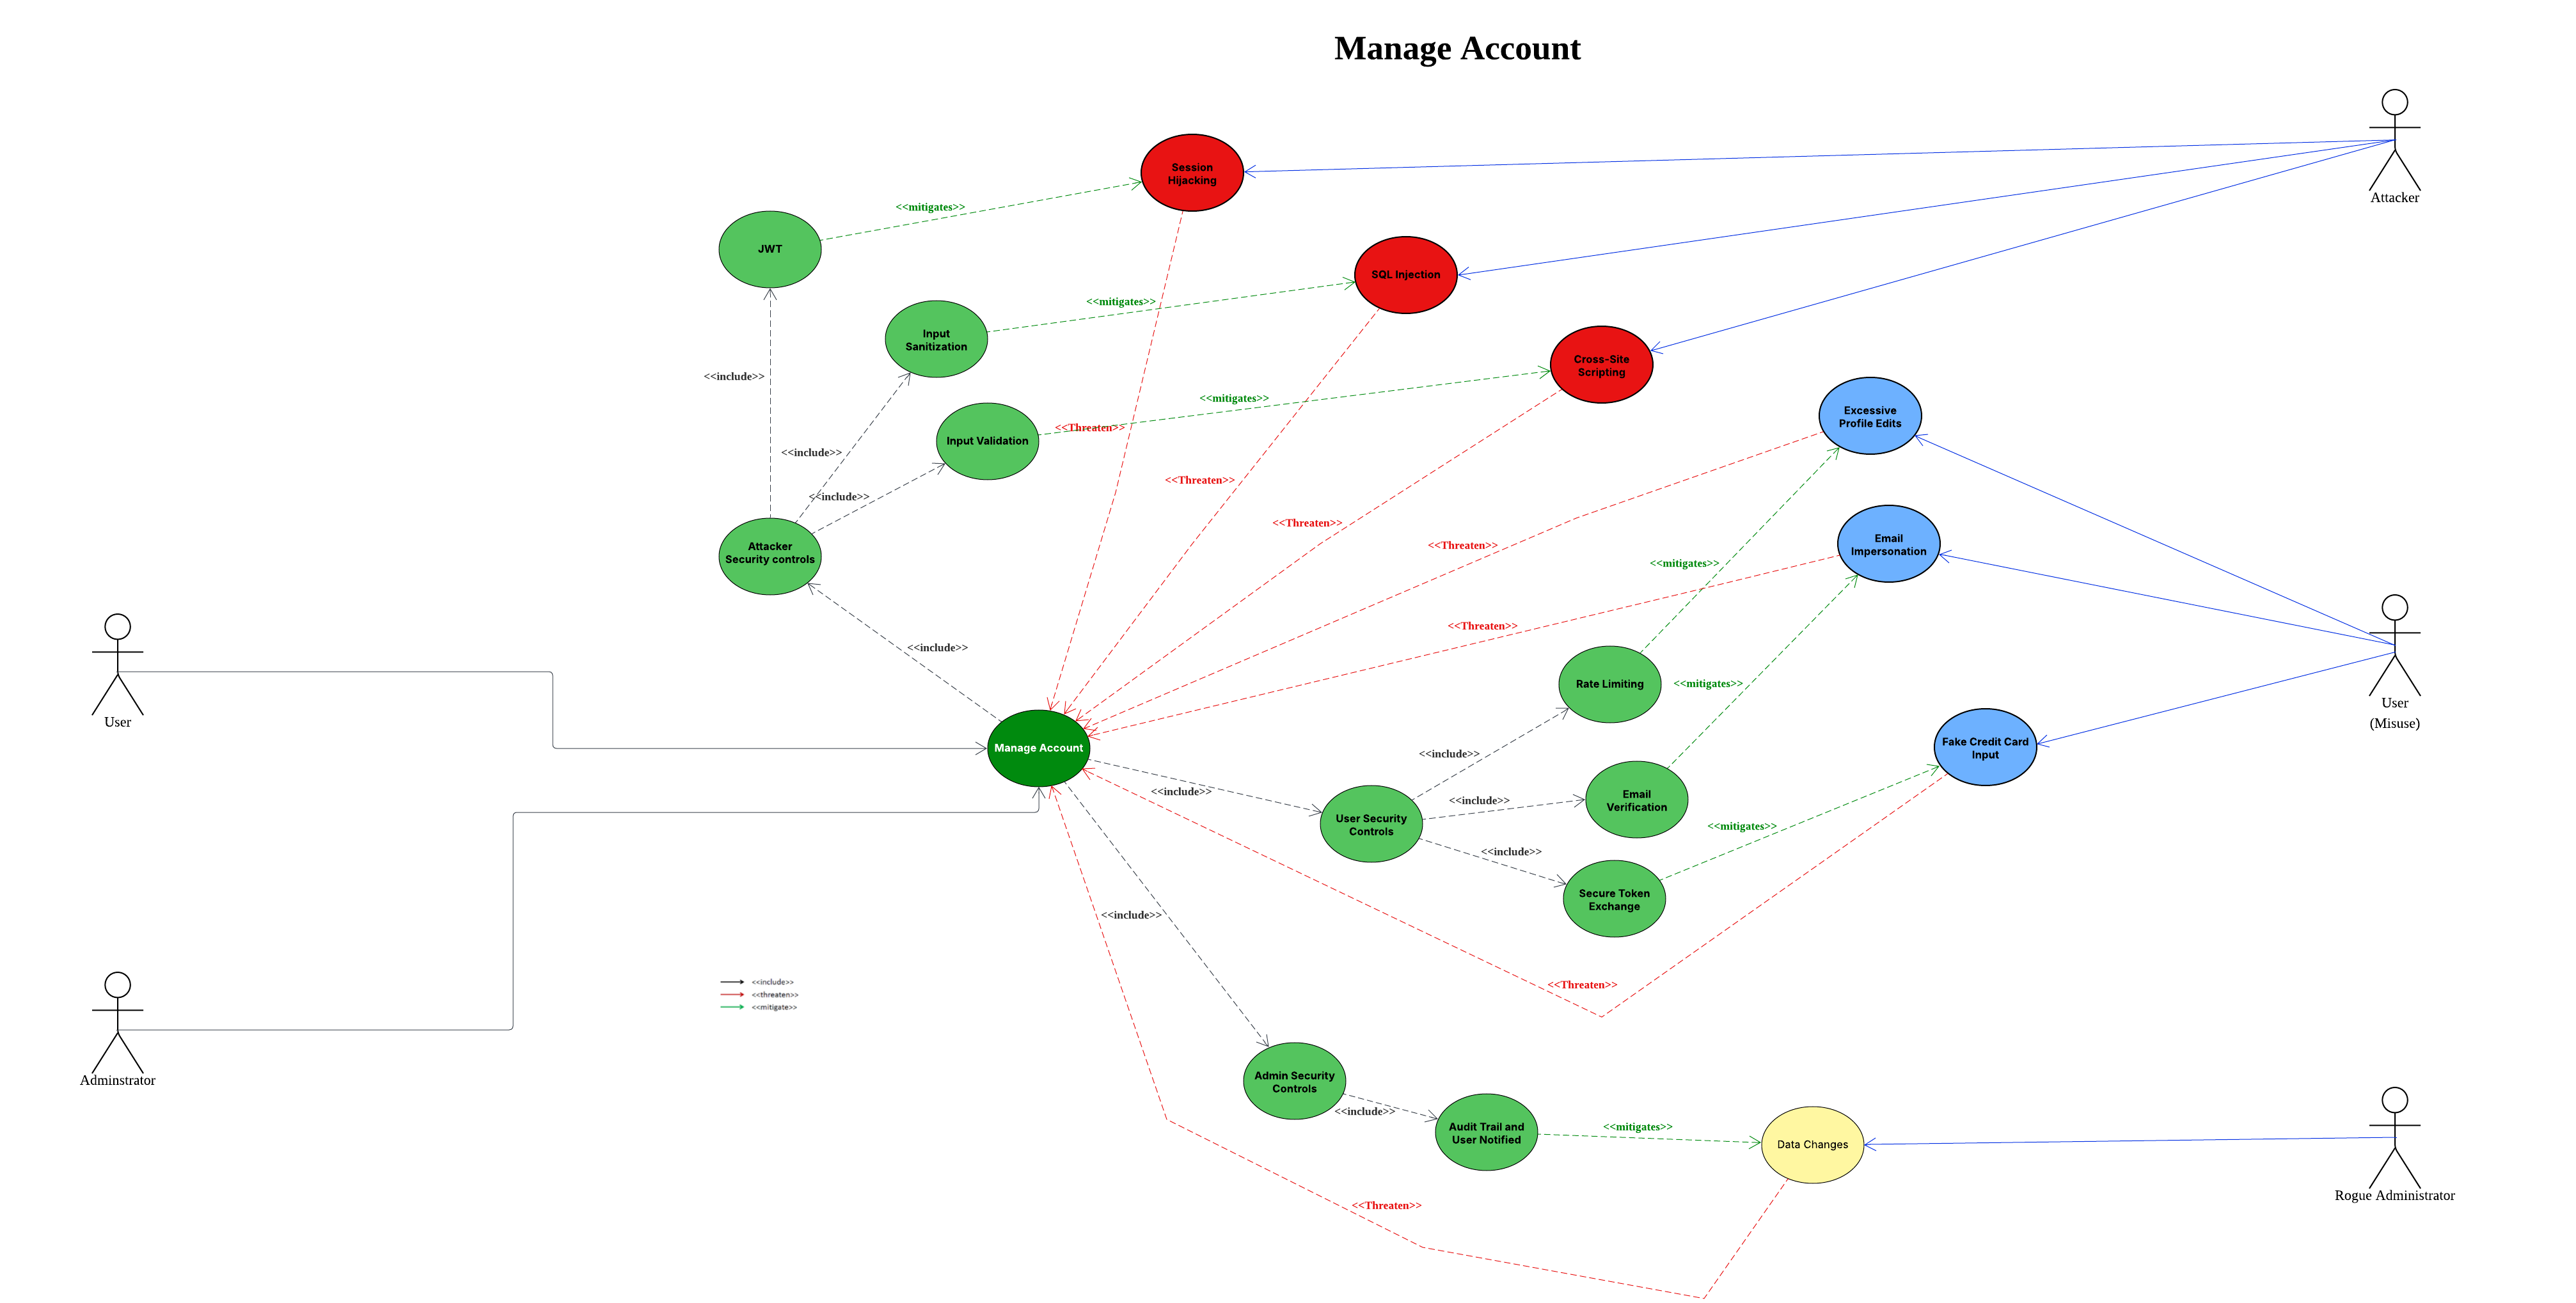 Manage Account
Attacker
Session
Hijacking
<<mitigates>>
JWT
SQL Injection
<<mitigates>>
Input
Sanitization
Cross-Site
Scripting
<<include>>
<<mitigates>>
Excessive
Profile Edits
<<Threaten>>
Input Validation
<<include>>
<<Threaten>>
<<include>>
<<Threaten>>
Email
Impersonation
<<Threaten>>
Attacker
Security controls
<<mitigates>>
<<Threaten>>
<<include>>
Rate Limiting
<<mitigates>>
User
(Misuse)
User
Manage Account
Fake Credit Card
Input
<<include>>
<<include>>
<<include>>
Email
Verification
User Security
Controls
<<mitigates>>
<<include>>
Secure Token
Exchange
<<include>>
<<include>>
<<threaten>>
<<mitigate>>
<<Threaten>>
Adminstrator
Admin Security
Controls
<<include>>
Audit Trail and
User Notified
<<mitigates>>
Data Changes
Rogue Administrator
<<Threaten>>